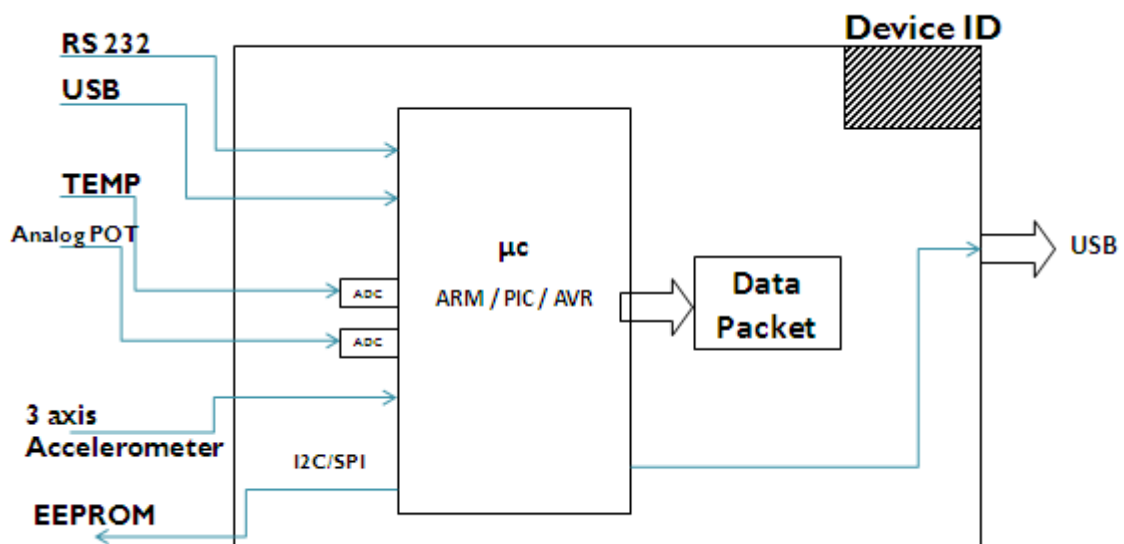 Device ID
RS 232
USB
TEMP
Analog POT
ADC
ADC
µc
ARM / PIC / AVR
Data
Packet
USB
3 axis
Accelerometer
I2C/SPI
EEPROM